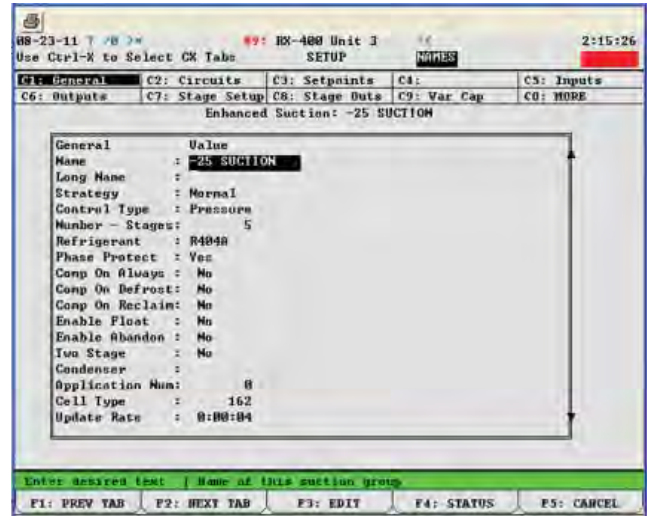 08-23-11 RX-400 Unit 3 2:15:26
Use Ctrl-X to Select CX Tabs SETUP NAMES
C1: General C2: Circuits C3: Setpoints C4: C5: Inputs
C6: Outputs C7: Stage Setup C8: Stage Outs C9: Var Cap C0: MORE
Enhanced Suction: -25 SUCTION
General Value
Name : -25 SUCTION
Long Name :
Strategy : Normal
Control Type : Pressure
Number - Stages: 5
Refrigerant : R404A
Phase Protect : Yes
Comp On Always : No
Comp On Defrost: No
Comp On Reclaim: No
Enable Float : No
Enable Abandon : No
Two Stage : No
Condenser :
Application Num: 0
Cell Type : 162
Update Rate : 0:00:04
Enter desired text | Name of this suction group
F1: PREV TAB F2: NEXT TAB F3: EDIT F4: STATUS F5: CANCEL